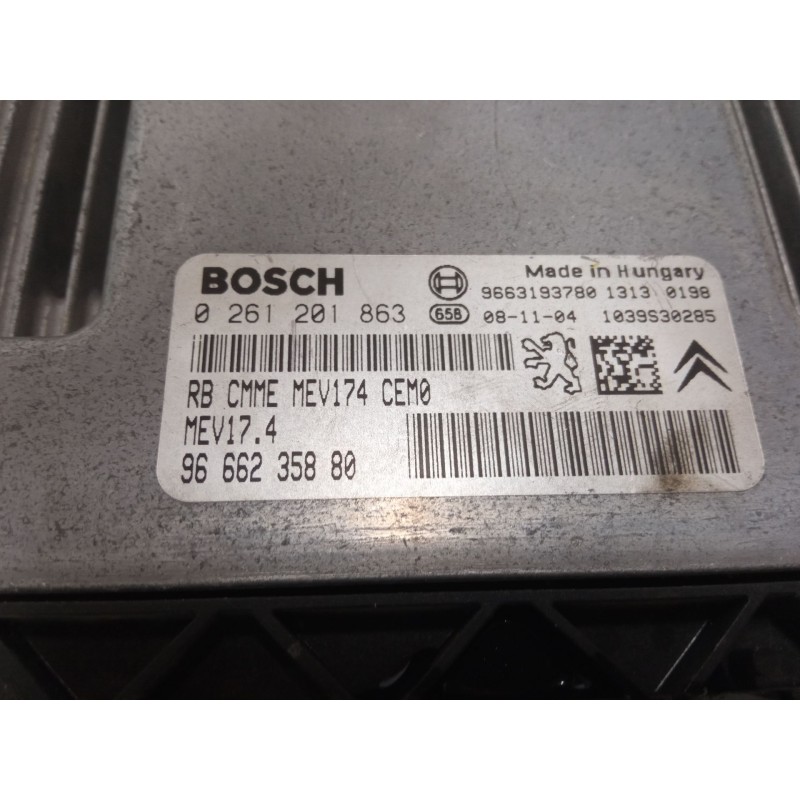 BOSCH
Made in Hungary
9663193780 1313 0198
0 261 201 863
658 08-11-04 1039S30285
RB CMME MEV174 CEM0
MEV17.4
96 662 358 80